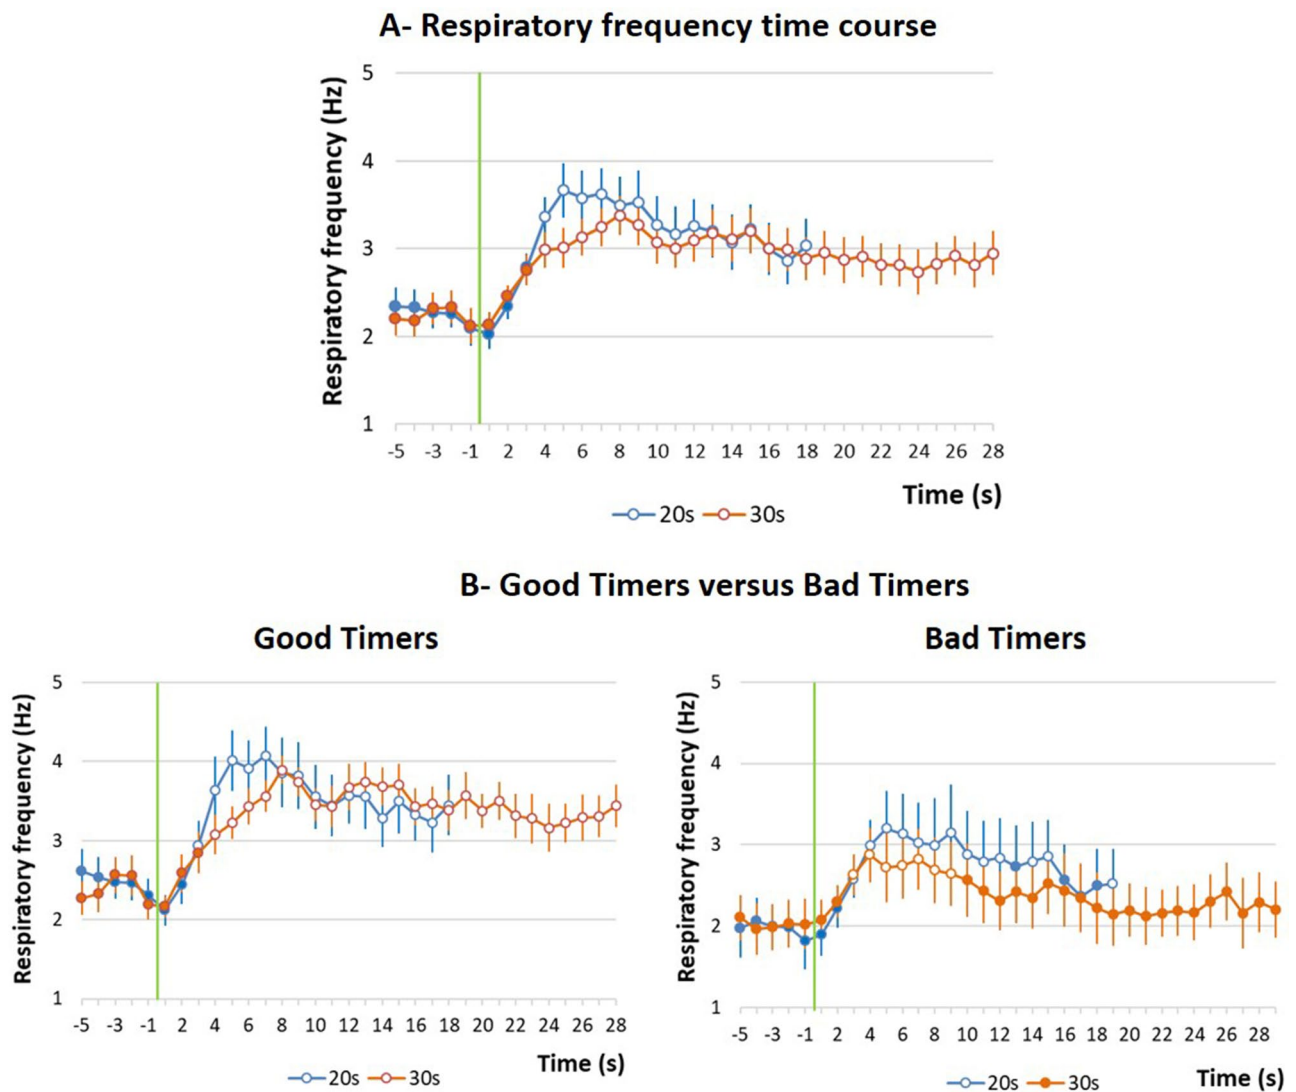 A- Respiratory frequency time course
Respiratory frequency (Hz)
5
4
3
2
1
-5 -3 -1 2 4 6 8 10 12 14 16 18 20 22 24 26 28
Time (s)
20s 30s
B- Good Timers versus Bad Timers
Good Timers
Respiratory frequency (Hz)
5
4
3
2
1
-5 -3 -1 2 4 6 8 10 12 14 16 18 20 22 24 26 28
Time (s)
20s 30s
Bad Timers
Respiratory frequency (Hz)
5
4
3
2
1
-5 -3 -1 2 4 6 8 10 12 14 16 18 20 22 24 26 28
Time (s)
20s 30s